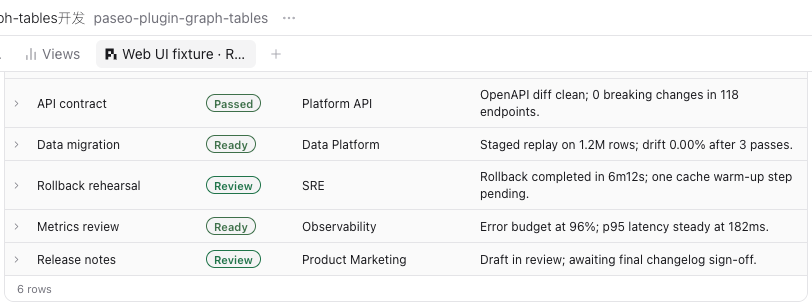 ph-tables开发 paseo-plugin-graph-tables ...
Views Web UI fixture · R... +
API contract Passed Platform API OpenAPI diff clean; 0 breaking changes in 118
endpoints.
Data migration Ready Data Platform Staged replay on 1.2M rows; drift 0.00% after 3 passes.
Rollback rehearsal Review SRE Rollback completed in 6m12s; one cache warm-up step
pending.
Metrics review Ready Observability Error budget at 96%; p95 latency steady at 182ms.
Release notes Review Product Marketing Draft in review; awaiting final changelog sign-off.
6 rows